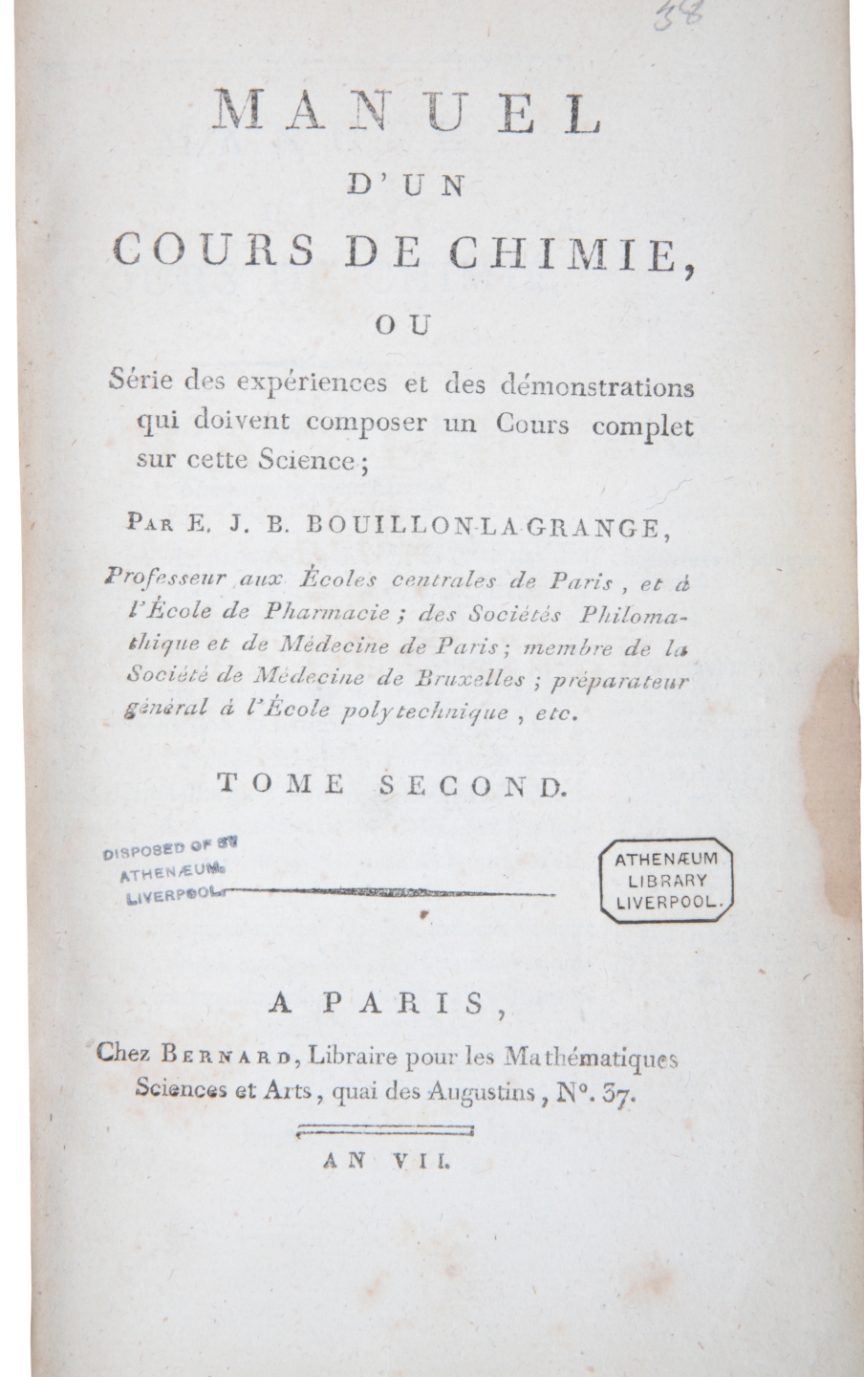 38
MANUEL
D'UN
COURS DE CHIMIE,
OU
Série des expériences et des démonstrations
qui doivent composer un Cours complet
sur cette Science;
PAR E. J. B. BOUILLON-LA-GRANGE,
Professeur aux Écoles centrales de Paris, et à
l'École de Pharmacie; des Sociétés Philoma-
thique et de Médecine de Paris; membre de la
Société de Médecine de Bruxelles; préparateur
général à l'École polytechnique, etc.
TOME SECOND.
DISPOSED OF BY
ATHENÆUM.
LIVERPOOL.
ATHENÆUM
LIBRARY
LIVERPOOL.
A PARIS,
Chez BERNARD, Libraire pour les Mathématiques
Sciences et Arts, quai des Augustins, N°. 37.
AN VII.